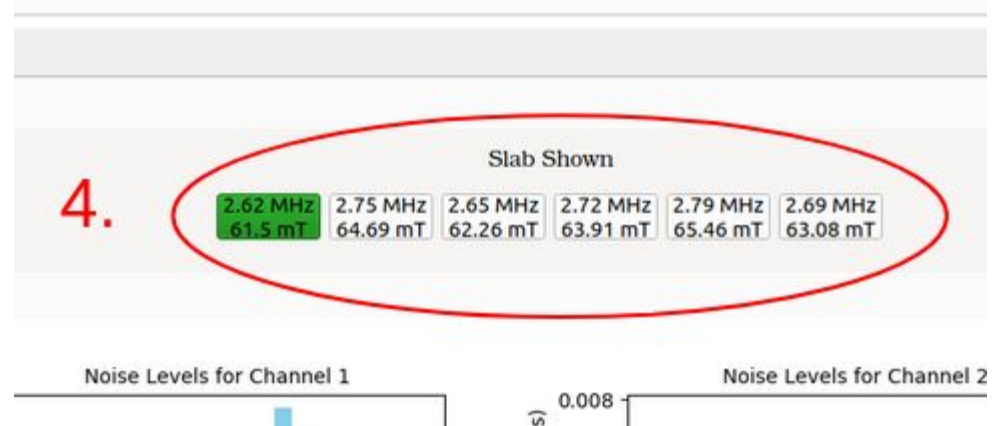 Slab Shown
4.
2.62 MHz 2.75 MHz 2.65 MHz 2.72 MHz 2.79 MHz 2.69 MHz
61.5 mT 64.69 mT 62.26 mT 63.91 mT 65.46 mT 63.08 mT
Noise Levels for Channel 1
Noise Levels for Channel 2
0.008
s)